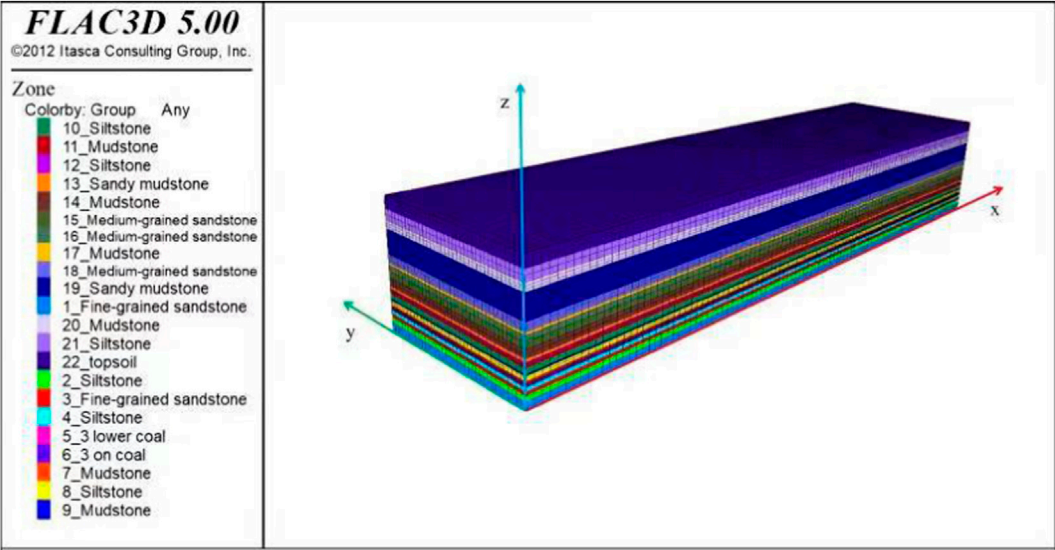 FLAC3D 5.00
©2012 Itasca Consulting Group, Inc.
Zone
Colorby: Group Any
10_Siltstone
11_Mudstone
12_Siltstone
13_Sandy mudstone
14_Mudstone
15_Medium-grained sandstone
16_Medium-grained sandstone
17_Mudstone
18_Medium-grained sandstone
19_Sandy mudstone
1_Fine-grained sandstone
20_Mudstone
21_Siltstone
22_topsoil
2_Siltstone
3_Fine-grained sandstone
4_Siltstone
5_3 lower coal
6_3 on coal
7_Mudstone
8_Siltstone
9_Mudstone
z
x
y